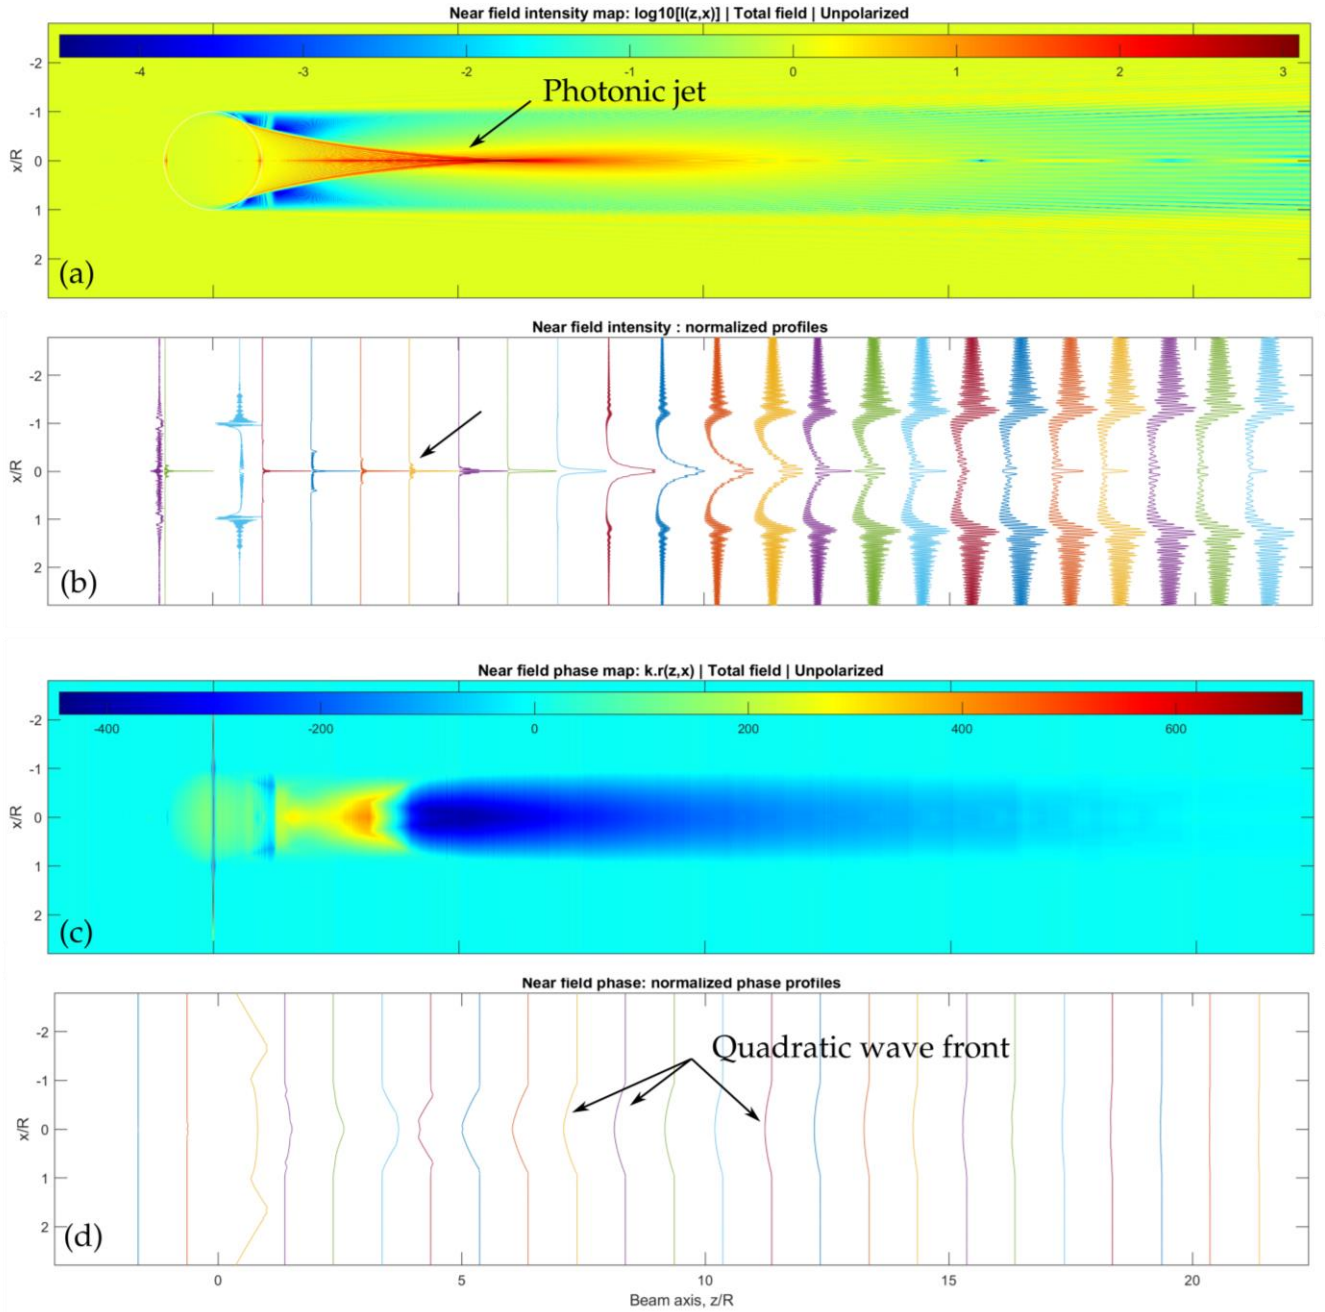 Near field intensity map: log10[I(z,x)] | Total field | Unpolarized
-4 -3 -2 -1 0 1 2 3
Photonic jet
-2
-1
0
1
2
x/R
(a)
Near field intensity : normalized profiles
-2
-1
0
1
2
x/R
(b)
Near field phase map: k.r(z,x) | Total field | Unpolarized
-400 -200 0 200 400 600
-2
-1
0
1
2
x/R
(c)
Near field phase: normalized phase profiles
Quadratic wave front
-2
-1
0
1
2
x/R
(d)
0 5 10 15 20
Beam axis, z/R